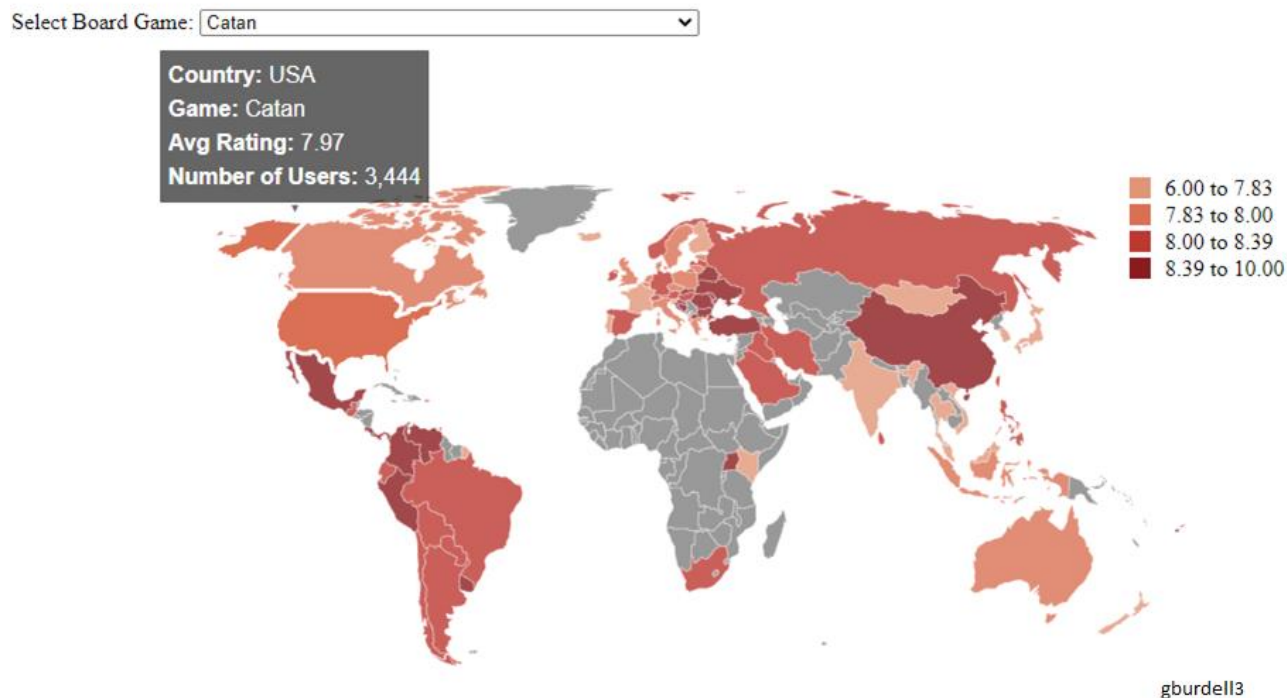 Select Board Game: Catan
Country: USA
Game: Catan
Avg Rating: 7.97
Number of Users: 3,444
6.00 to 7.83
7.83 to 8.00
8.00 to 8.39
8.39 to 10.00
gburdell3